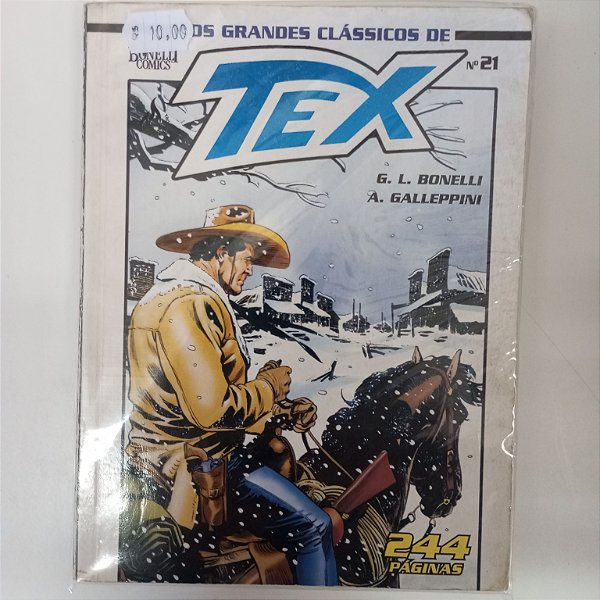 $ 10,00
OS GRANDES CLÁSSICOS DE
BONELLI
COMICS
TEX
Nº 21
G. L. BONELLI
A. GALLEPPINI
244
PÁGINAS